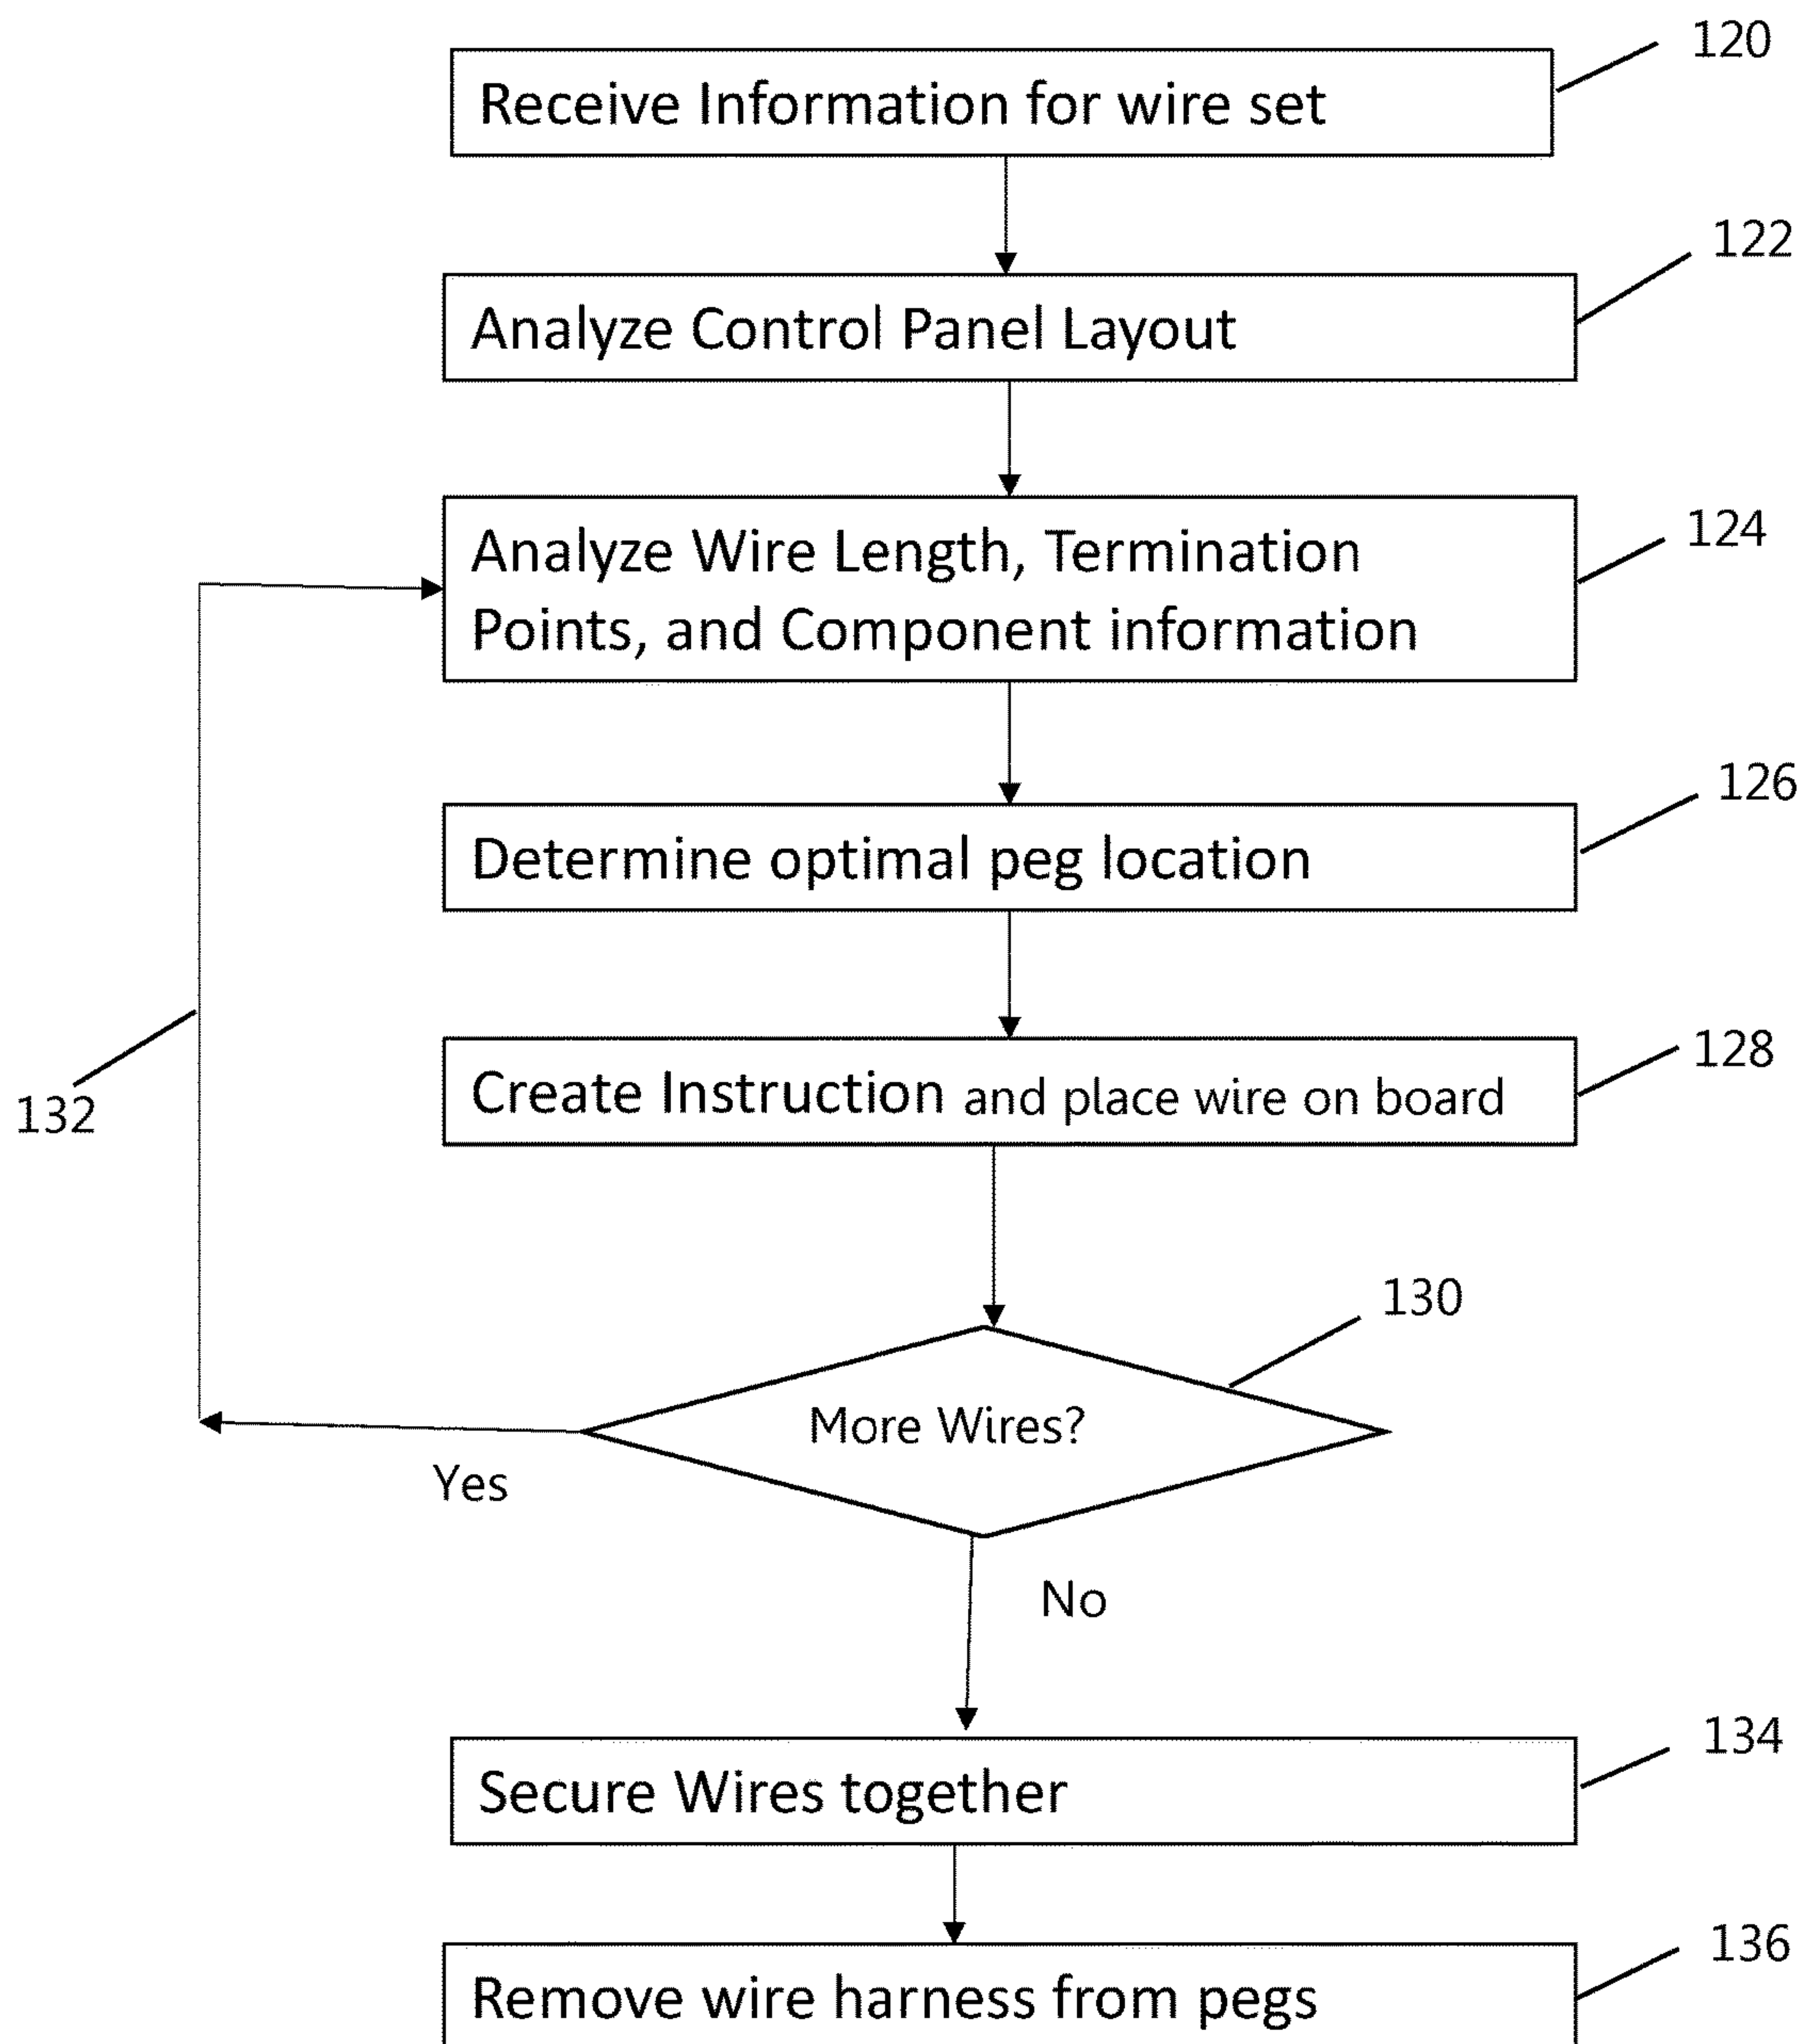 120
Receive Information for wire set
122
Analyze Control Panel Layout
124
Analyze Wire Length, Termination
Points, and Component information
126
Determine optimal peg location
128
Create Instruction and place wire on board
132
130
More Wires?
Yes
No
134
Secure Wires together
136
Remove wire harness from pegs